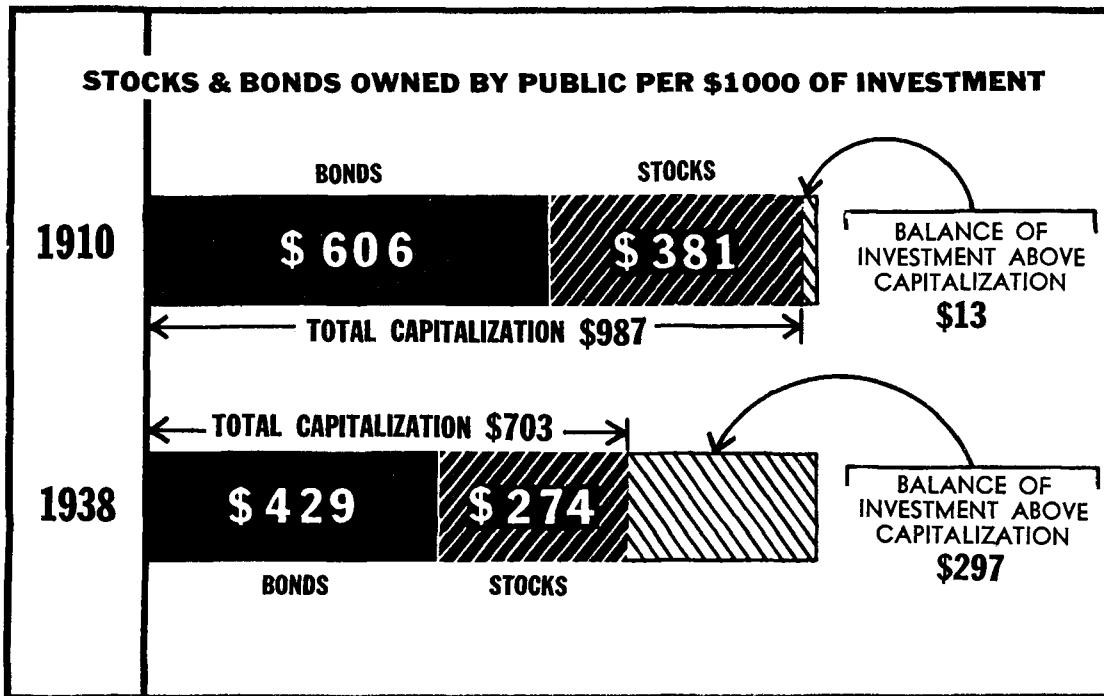 STOCKS & BONDS OWNED BY PUBLIC PER $1000 OF INVESTMENT
BONDS
STOCKS
1910
$606
$381
BALANCE OF
INVESTMENT ABOVE
CAPITALIZATION
$13
TOTAL CAPITALIZATION $987
TOTAL CAPITALIZATION $703
1938
$429
$274
BALANCE OF
INVESTMENT ABOVE
CAPITALIZATION
$297
BONDS
STOCKS